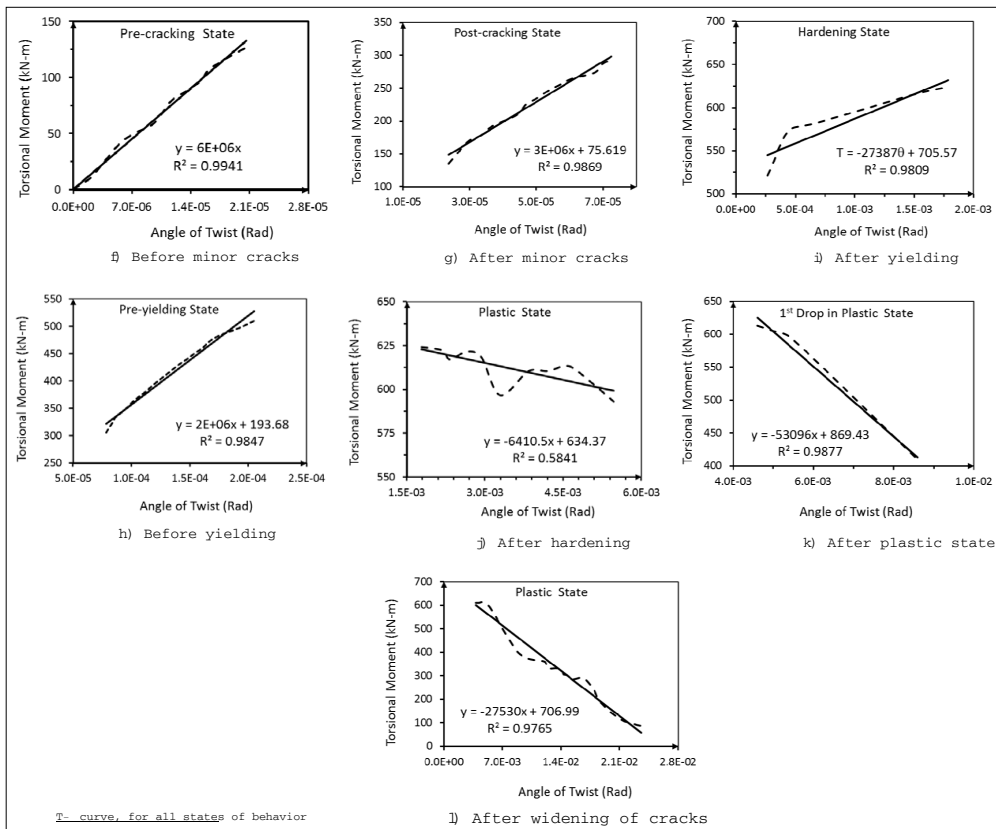 Pre-cracking State
Torsional Moment (kN-m)
150
100
50
0
y = 6E+06x
R² = 0.9941
0.0E+00 7.0E-06 1.4E-05 2.1E-05 2.8E-05
Angle of Twist (Rad)
f) Before minor cracks
Post-cracking State
Torsional Moment (kN-m)
400
350
300
250
200
150
100
y = 3E+06x + 75.619
R² = 0.9869
1.0E-05 3.0E-05 5.0E-05 7.0E-05
Angle of Twist (Rad)
g) After minor cracks
Hardening State
Torsional Moment (kN-m)
700
650
600
550
500
T = -27387θ + 705.57
R² = 0.9809
0.0E+00 5.0E-04 1.0E-03 1.5E-03 2.0E-03
Angle of Twist (Rad)
i) After yielding
Pre-yielding State
Torsional Moment (kN-m)
550
500
450
400
350
300
250
y = 2E+06x + 193.68
R² = 0.9847
5.0E-05 1.0E-04 1.5E-04 2.0E-04 2.5E-04
Angle of Twist (Rad)
h) Before yielding
Plastic State
Torsional Moment (kN-m)
650
625
600
575
550
y = -6410.5x + 634.37
R² = 0.5841
1.5E-03 3.0E-03 4.5E-03 6.0E-03
Angle of Twist (Rad)
j) After hardening
1st Drop in Plastic State
Torsional Moment (kN-m)
650
600
550
500
450
400
y = -53096x + 869.43
R² = 0.9877
4.0E-03 6.0E-03 8.0E-03 1.0E-02
Angle of Twist (Rad)
k) After plastic state
Plastic State
Torsional Moment (kN-m)
700
600
500
400
300
200
100
0
y = -27530x + 706.99
R² = 0.9765
0.0E+00 7.0E-03 1.4E-02 2.1E-02 2.8E-02
Angle of Twist (Rad)
l) After widening of cracks
T- curve, for all states of behavior